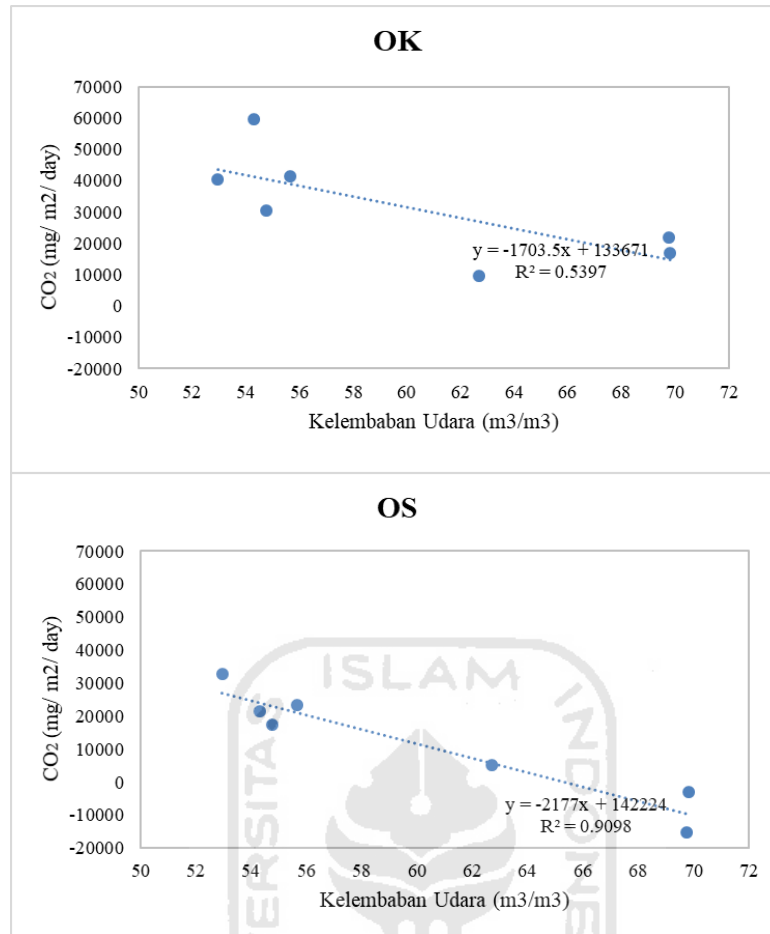 OK
70000
60000
50000
40000
30000
20000
10000
0
-10000
-20000
CO2 (mg/ m2/ day)
y = -1703.5x + 133671
R² = 0.5397
50 52 54 56 58 60 62 64 66 68 70 72
Kelembaban Udara (m3/m3)
OS
70000
60000
50000
40000
30000
20000
10000
0
-10000
-20000
CO2 (mg/ m2/ day)
ISLAM
INDONE
ERSITAS
y = -2177x + 142224
R² = 0.9098
50 52 54 56 58 60 62 64 66 68 70 72
Kelembaban Udara (m3/m3)